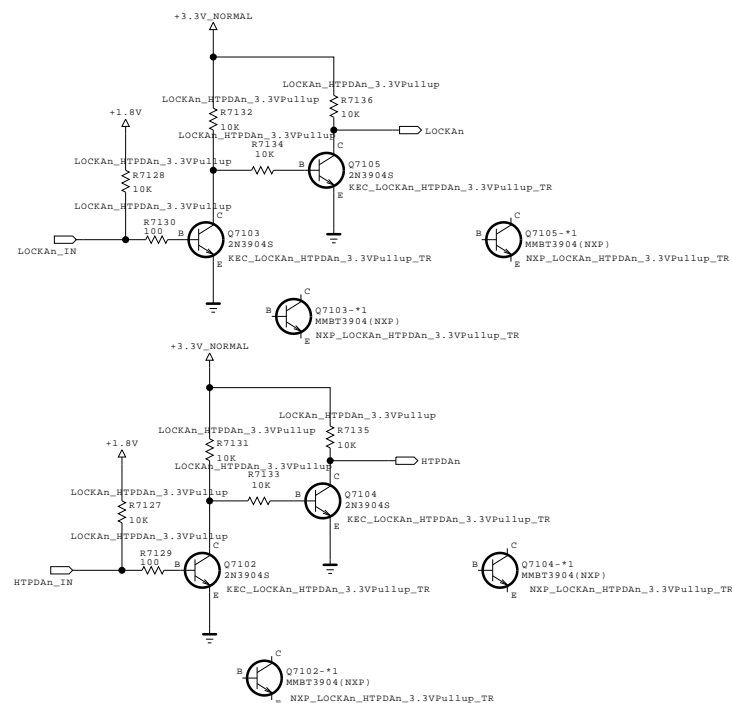 +3.3V_NORMAL
LOCKAn_HTPDAn_3.3VPullup
R7136
10K
LOCKAn_HTPDAn_3.3VPullup
R7132
10K
+1.8V
LOCKAn_HTPDAn_3.3VPullup
LOCKAn
R7134
10K
C
B
Q7105
2N3904S
KEC_LOCKAn_HTPDAn_3.3VPullup_TR
E
LOCKAn_HTPDAn_3.3VPullup
R7128
10K
LOCKAn_HTPDAn_3.3VPullup
R7130
100
LOCKAn_IN
C
B
Q7103
2N3904S
KEC_LOCKAn_HTPDAn_3.3VPullup_TR
E
C
B
Q7105-*1
MMBT3904(NXP)
NXP_LOCKAn_HTPDAn_3.3VPullup_TR
E
C
B
Q7103-*1
MMBT3904(NXP)
NXP_LOCKAn_HTPDAn_3.3VPullup_TR
E
+3.3V_NORMAL
LOCKAn_HTPDAn_3.3VPullup
R7135
10K
LOCKAn_HTPDAn_3.3VPullup
R7131
10K
+1.8V
LOCKAn_HTPDAn_3.3VPullup
HTPDAn
R7133
10K
C
B
Q7104
2N3904S
KEC_LOCKAn_HTPDAn_3.3VPullup_TR
E
LOCKAn_HTPDAn_3.3VPullup
R7127
10K
LOCKAn_HTPDAn_3.3VPullup
R7129
100
HTPDAn_IN
C
B
Q7102
2N3904S
KEC_LOCKAn_HTPDAn_3.3VPullup_TR
E
C
B
Q7104-*1
MMBT3904(NXP)
NXP_LOCKAn_HTPDAn_3.3VPullup_TR
E
C
B
Q7102-*1
MMBT3904(NXP)
NXP_LOCKAn_HTPDAn_3.3VPullup_TR
E